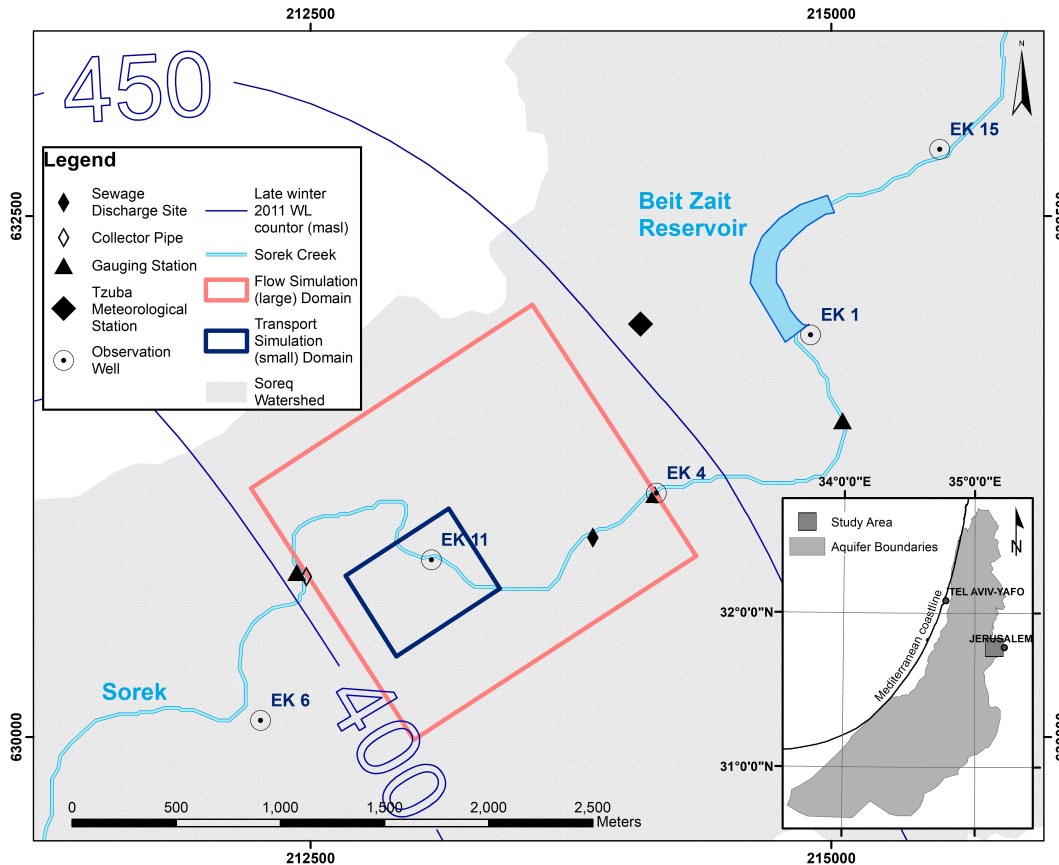 212500
215000
450
N
EK 15
Legend
Sewage
Discharge Site
Collector Pipe
Gauging Station
Tzuba
Meteorological
Station
Observation
Well
Late winter
2011 WL
countor (masl)
Sorek Creek
Flow Simulation
(large) Domain
Transport
Simulation
(small) Domain
Soreq
Watershed
632500
Beit Zait
Reservoir
EK 1
EK 4
EK 11
34°0'0"E
35°0'0"E
Study Area
Aquifer Boundaries
N
TEL AVIV-YAFO
32°0'0"N
JERUSALEM
Mediterranean coastline
31°0'0"N
Sorek
EK 6
400
630000
0
500
1,000
1,500
2,000
2,500
Meters
212500
215000